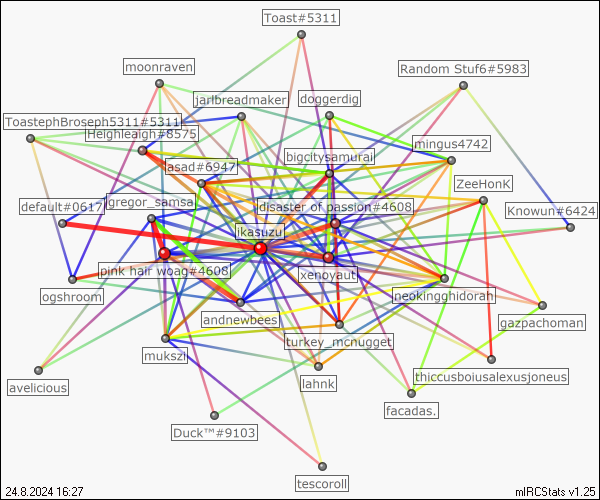 Toast#5311
moonraven
Random Stuf6#5983
jarlbreadmaker
doggerdig
ToastephBroseph5311#5311
Heighleaigh#8575
mingus4742
bigcitysamurai
asad#6947
ZeeHonK
default#0617
gregor_samsa
disaster of passion#4608
Knowun#6424
ikasuzu
pink hair woag#4608
xenoyaut
ogshroom
neokingghidorah
andnewbees
gazpachoman
turkey_mcnugget
mukszi
lahnk
thiccusboiusalexusjoneus
avelicious
facadas.
Duck™#9103
tescoroll
24.8.2024 16:27
mIRCStats v1.25